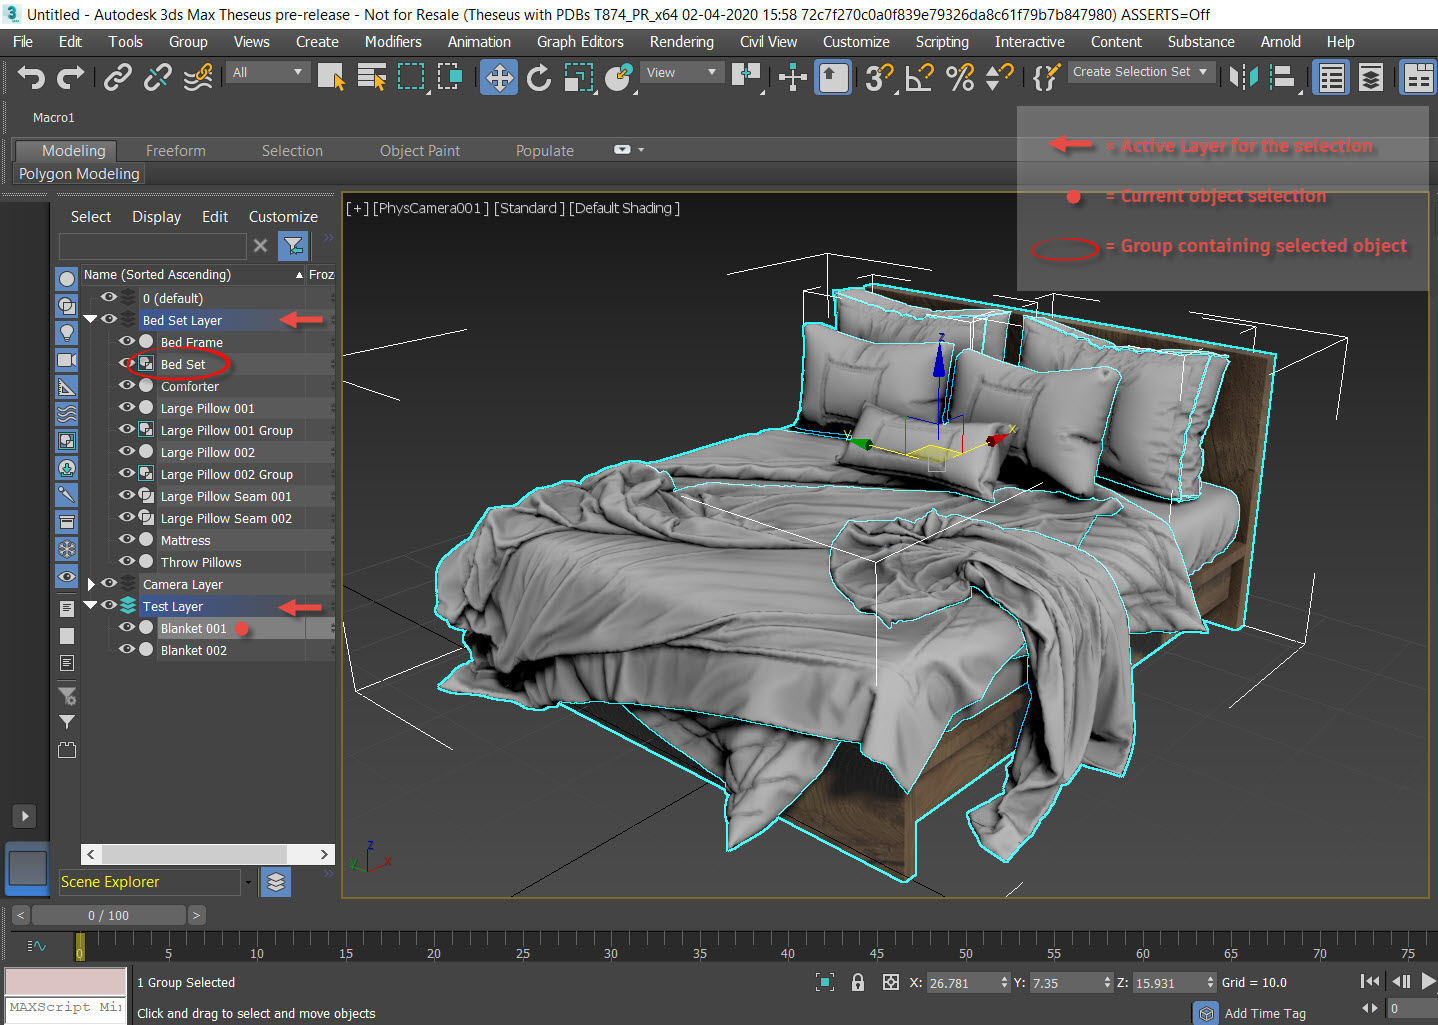 Untitled - Autodesk 3ds Max Theseus pre-release - Not for Resale (Theseus with PDBs T874_PR_x64 02-04-2020 15:58 72c7f270c0a0f839e79326da8c61f79b7b847980) ASSERTS=Off
File Edit Tools Group Views Create Modifiers Animation Graph Editors Rendering Civil View Customize Scripting Interactive Content Substance Arnold Help
All View 3 Create Selection Set
Macro1
Modeling Freeform Selection Object Paint Populate
Polygon Modeling
= Active Layer for the selection
= Current object selection
= Group containing selected object
Select Display Edit Customize
[+] [PhysCamera001] [Standard] [Default Shading]
Name (Sorted Ascending) Froz
0 (default)
Bed Set Layer
Bed Frame
Bed Set
Comforter
Large Pillow 001
Large Pillow 001 Group
Large Pillow 002
Large Pillow 002 Group
Large Pillow Seam 001
Large Pillow Seam 002
Mattress
Throw Pillows
Camera Layer
Test Layer
Blanket 001
Blanket 002
z
y x
z
y x
Scene Explorer
< 0 / 100 >
0 5 10 15 20 25 30 35 40 45 50 55 60 65 70 75
1 Group Selected X: 26.781 Y: 7.35 Z: 15.931 Grid = 10.0
MAXScript Mi
Click and drag to select and move objects Add Time Tag 0